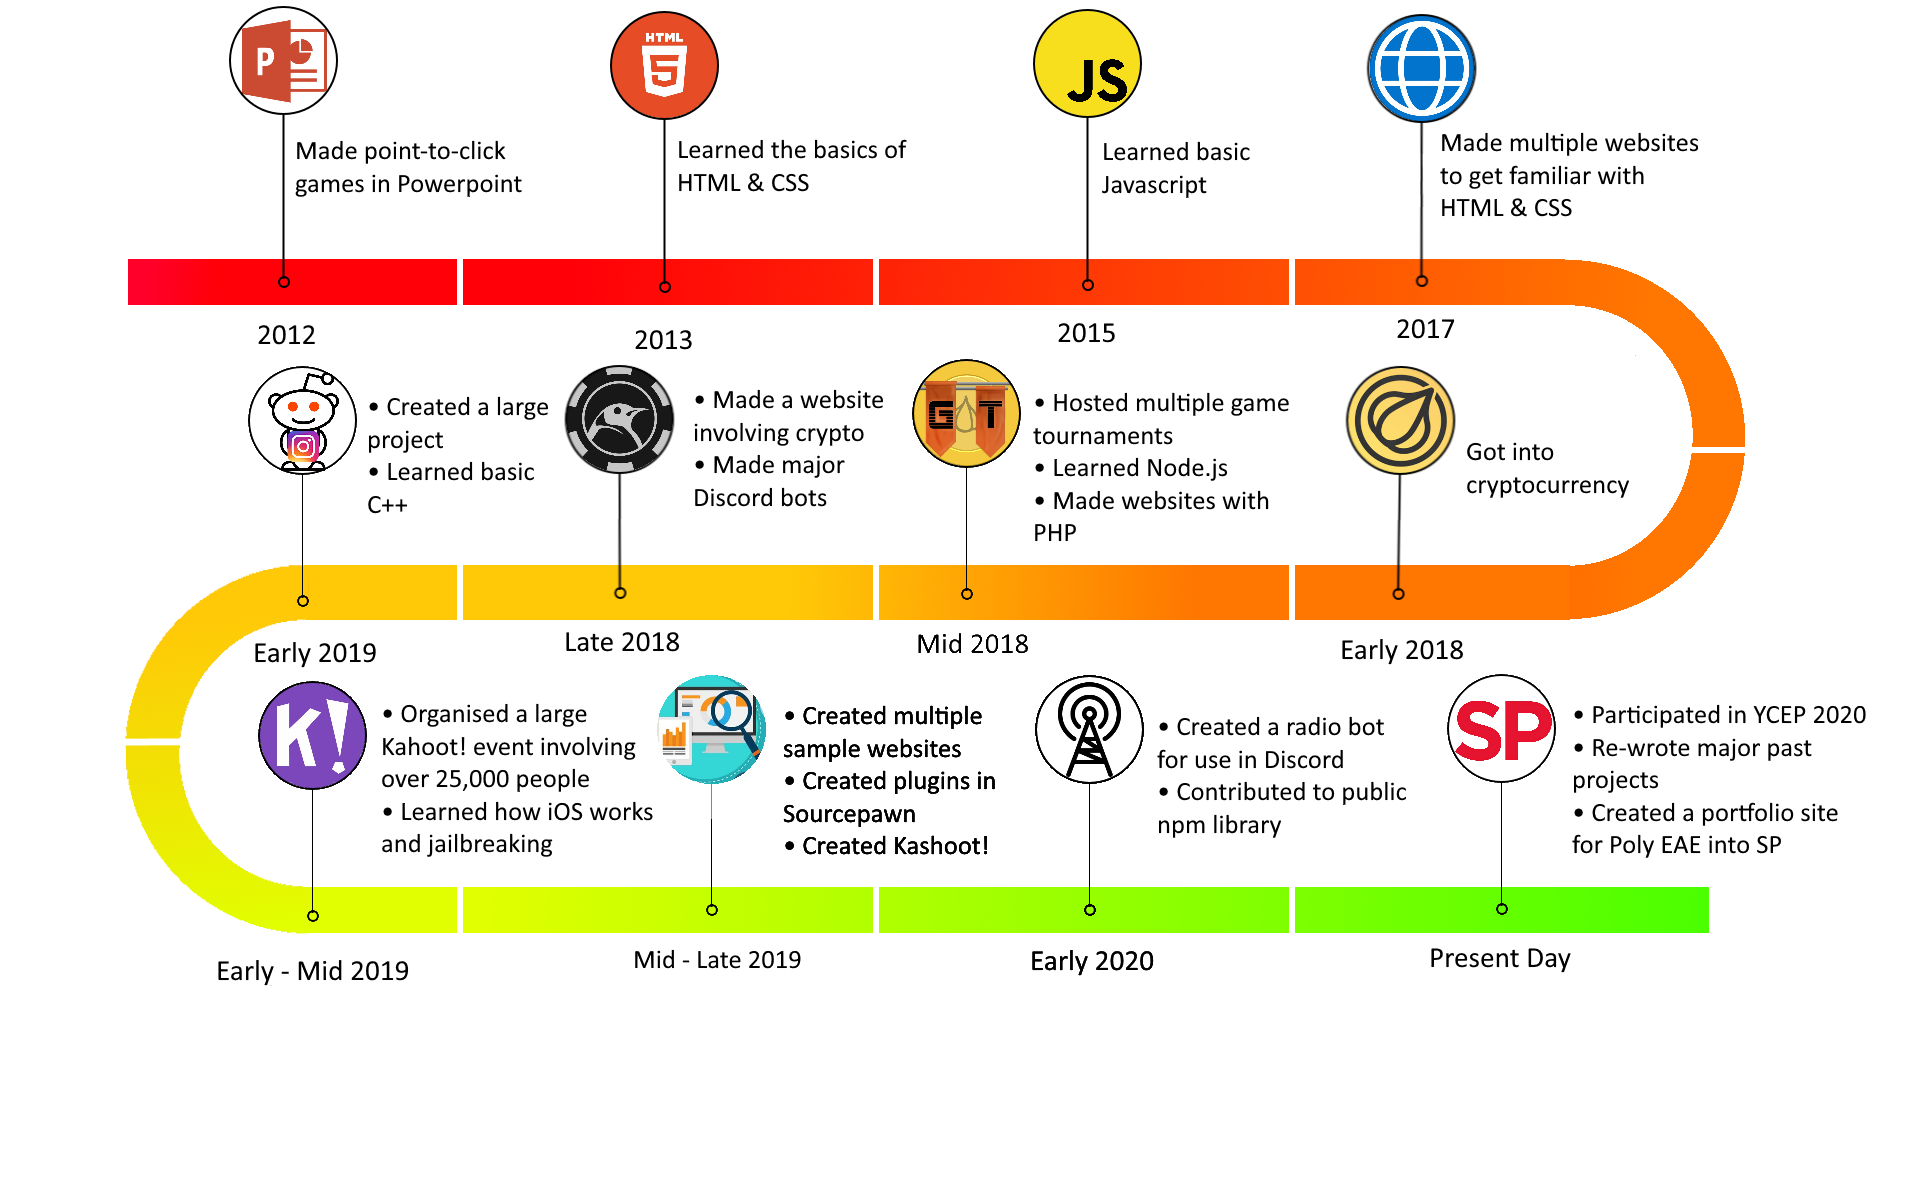 P
HTML
5
JS
Made point-to-click
games in Powerpoint
Learned the basics of
HTML & CSS
Learned basic
Javascript
Made multiple websites
to get familiar with
HTML & CSS
2012
2013
2015
2017
• Created a large
project
• Learned basic
C++
• Made a website
involving crypto
• Made major
Discord bots
G T
• Hosted multiple game
tournaments
• Learned Node.js
• Made websites with
PHP
Got into
cryptocurrency
Early 2019
Late 2018
Mid 2018
Early 2018
K!
• Organised a large
Kahoot! event involving
over 25,000 people
• Learned how iOS works
and jailbreaking
• Created multiple
sample websites
• Created plugins in
Sourcepawn
• Created Kashoot!
• Created a radio bot
for use in Discord
• Contributed to public
npm library
SP
• Participated in YCEP 2020
• Re-wrote major past
projects
• Created a portfolio site
for Poly EAE into SP
Early - Mid 2019
Mid - Late 2019
Early 2020
Present Day